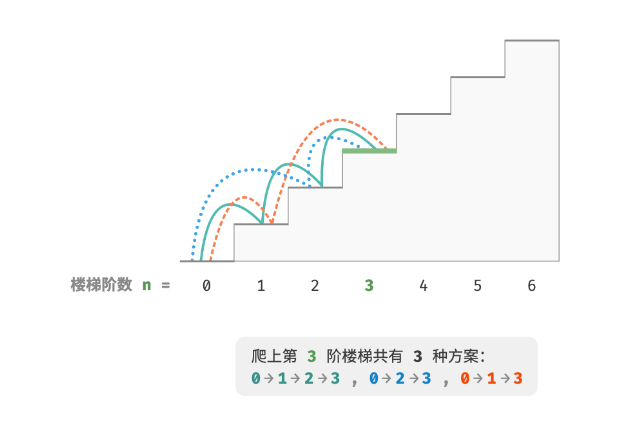 楼梯阶数 n = 0 1 2 3 4 5 6
爬上第 3 阶楼梯共有 3 种方案：
0→1→2→3 , 0→2→3 , 0→1→3